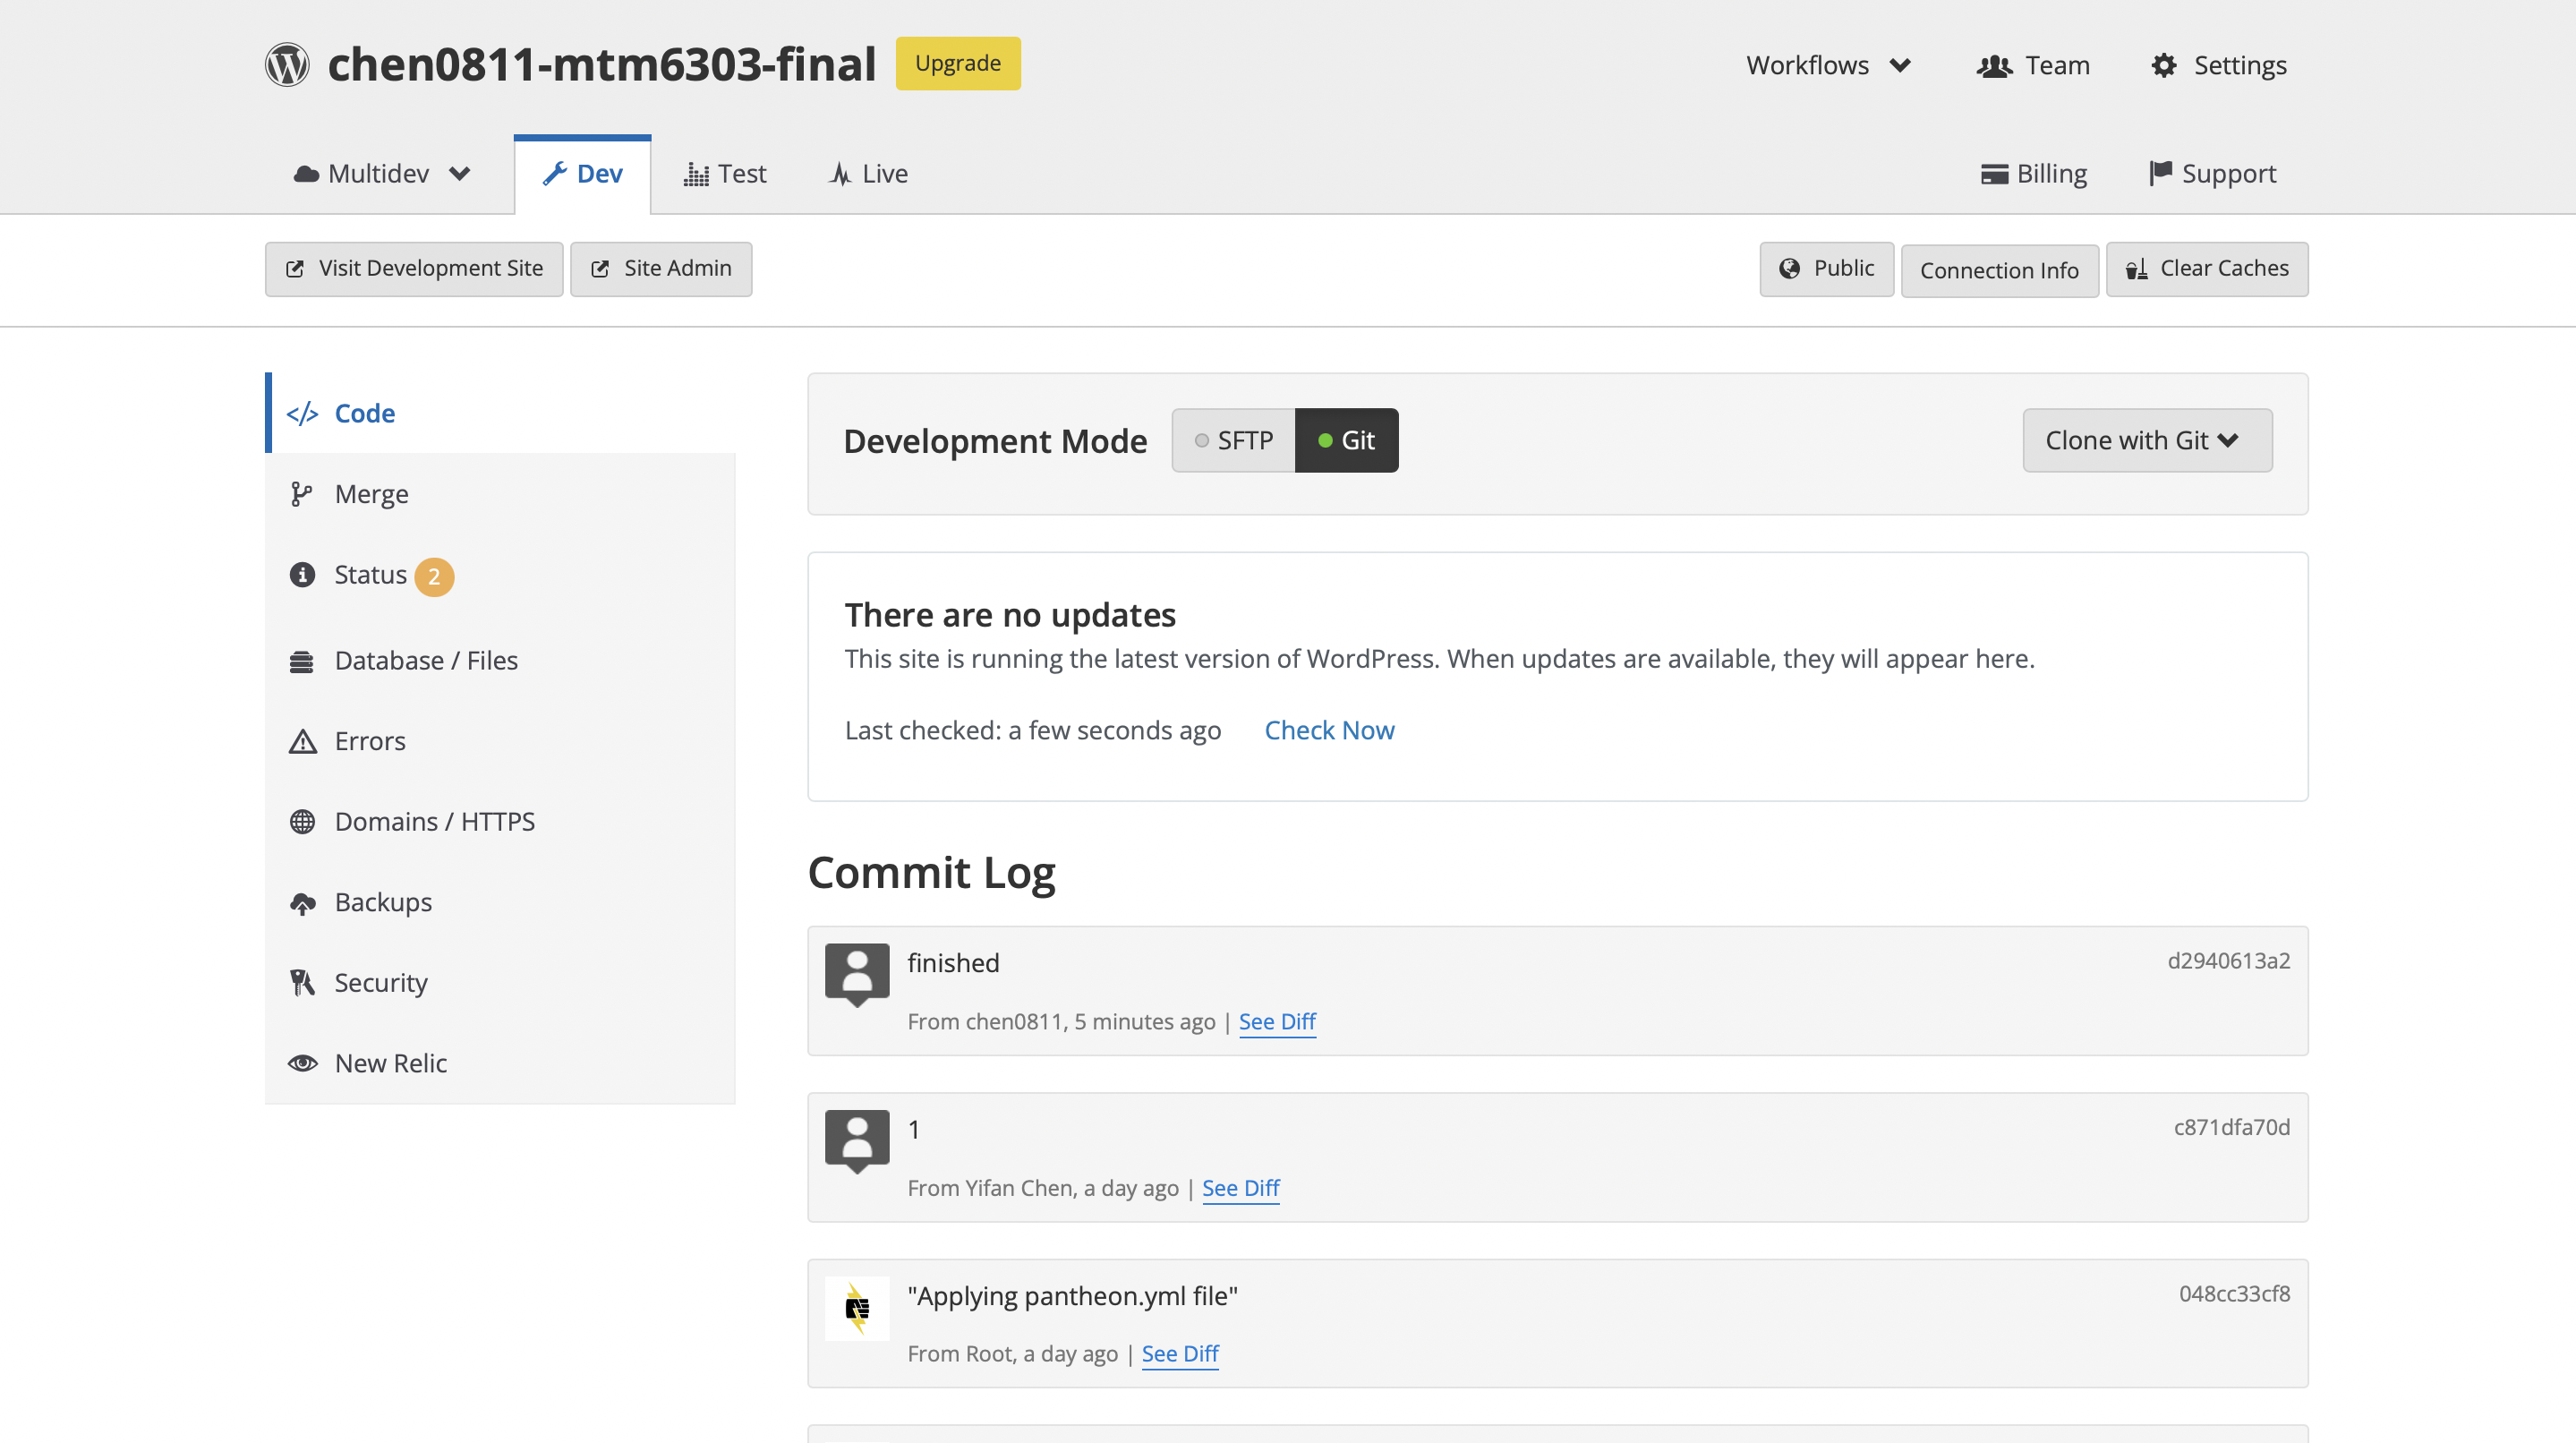 chen0811-mtm6303-final Upgrade Workflows Team Settings
Multidev Dev Test Live Billing Support
Visit Development Site Site Admin Public Connection Info Clear Caches
Code
Merge
Status 2
Database / Files
Errors
Domains / HTTPS
Backups
Security
New Relic
Development Mode SFTP Git Clone with Git
There are no updates
This site is running the latest version of WordPress. When updates are available, they will appear here.
Last checked: a few seconds ago Check Now
Commit Log
finished d2940613a2
From chen0811, 5 minutes ago | See Diff
1 c871dfa70d
From Yifan Chen, a day ago | See Diff
"Applying pantheon.yml file" 048cc33cf8
From Root, a day ago | See Diff